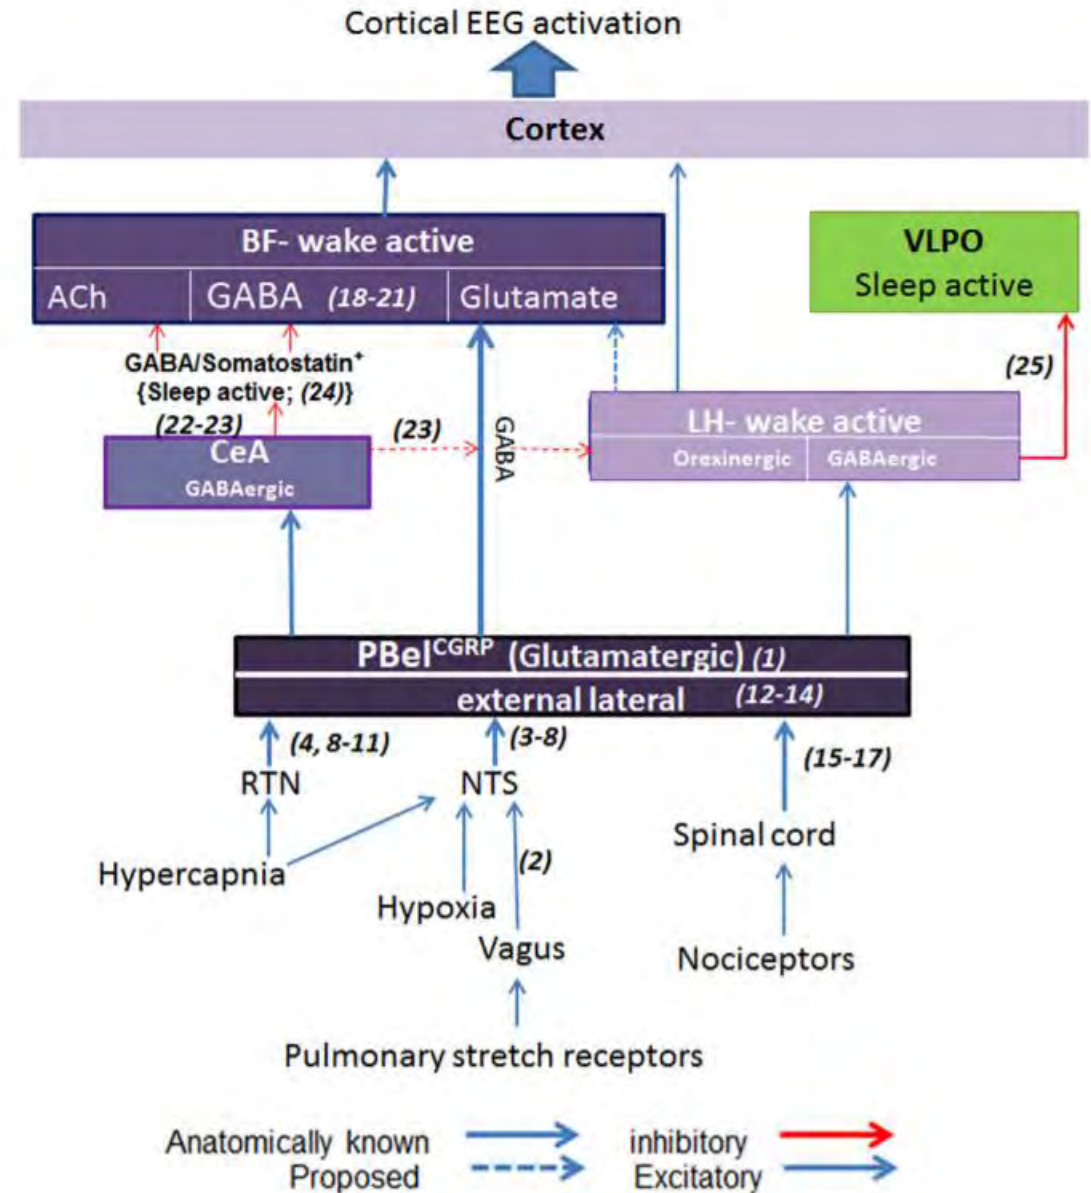 Cortical EEG activation
Cortex
BF- wake active
ACh
GABA (18-21)
Glutamate
VLPO
Sleep active
GABA/Somatostatin⁺
{Sleep active; (24)}
(22-23)
(23)
GABA
(25)
CeA
GABAergic
LH- wake active
Orexinergic
GABAergic
PBelᶜᴳᴿᴾ (Glutamatergic) (1)
external lateral (12-14)
(4, 8-11)
(3-8)
(15-17)
RTN
NTS
Spinal cord
Hypercapnia
(2)
Hypoxia
Vagus
Nociceptors
Pulmonary stretch receptors
Anatomically known
inhibitory
Proposed
Excitatory